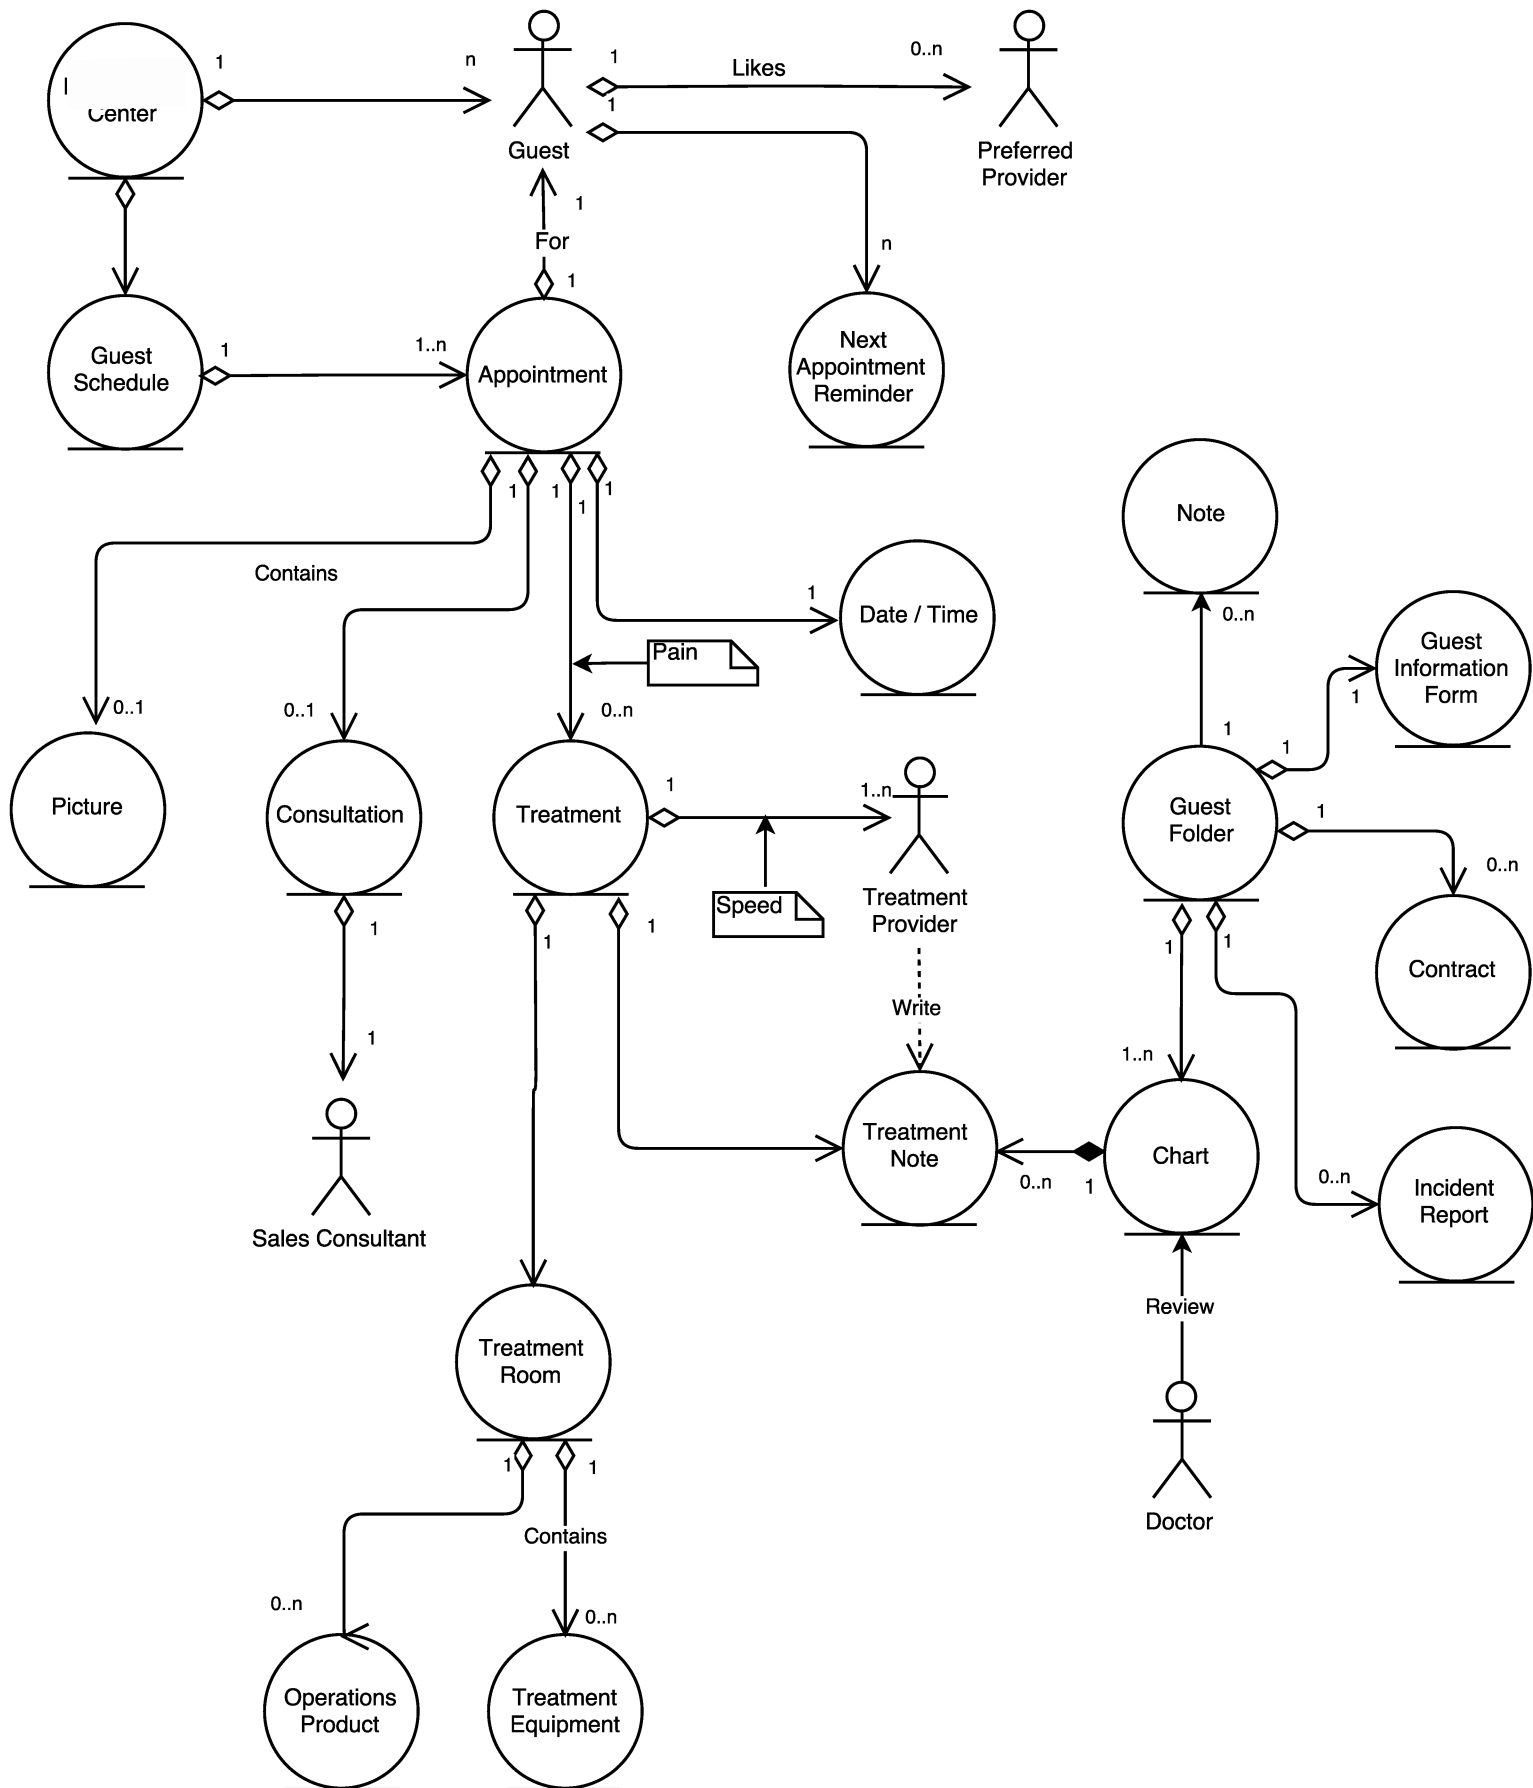 1
n
1
0..n
Likes
Center
1
Guest
Preferred
Provider
1
For
n
1
Guest
Schedule
1
1..n
Appointment
Next
Appointment
Reminder
1
1
1
1
Contains
1
Date / Time
Note
0..n
Pain
Guest
Information
Form
1
0..1
0..1
0..n
1
1
Picture
Consultation
Treatment
1
1..n
Guest
Folder
1
0..n
Speed
Treatment
Provider
1
1
1
1
1
Contract
Write
1
1..n
Treatment
Note
Chart
0..n
1
0..n
Incident
Report
Sales Consultant
Review
Treatment
Room
1
1
Doctor
Contains
0..n
0..n
Operations
Product
Treatment
Equipment